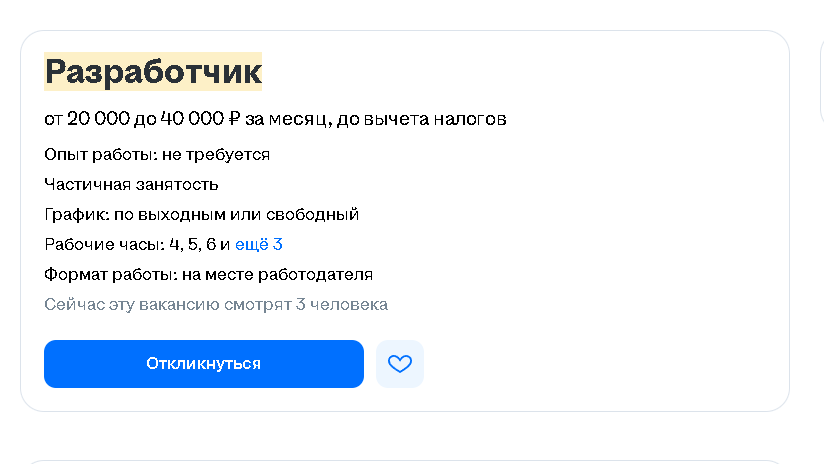 Разработчик
от 20 000 до 40 000 ₽ за месяц, до вычета налогов
Опыт работы: не требуется
Частичная занятость
График: по выходным или свободный
Рабочие часы: 4, 5, 6 и ещё 3
Формат работы: на месте работодателя
Сейчас эту вакансию смотрят 3 человека
Откликнуться